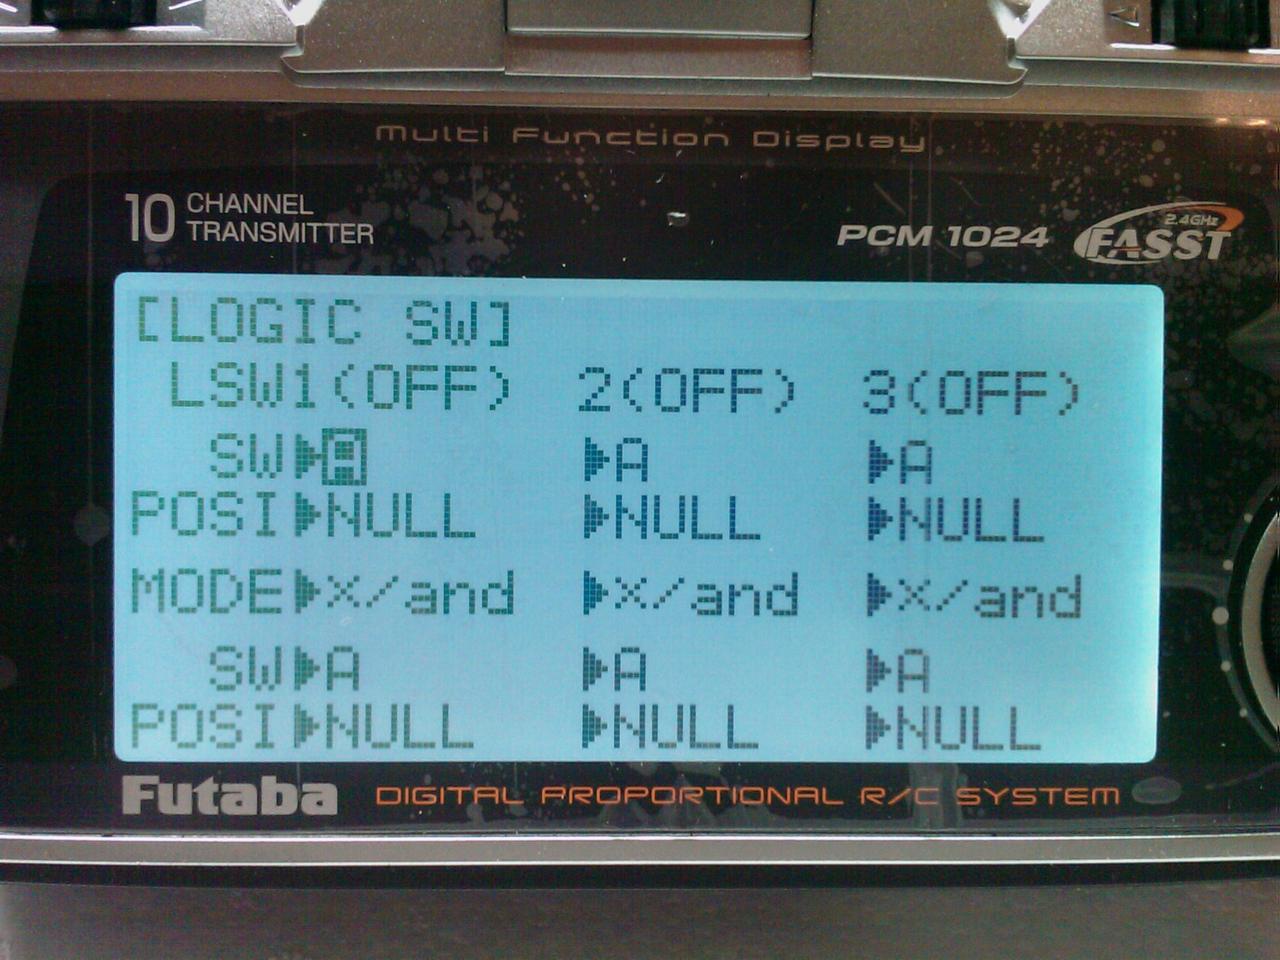 Multi Function Display
10 CHANNEL TRANSMITTER
PCM 1024
2.4GHz
FASST
[LOGIC SW]
LSW1(OFF) 2(OFF) 3(OFF)
SW▶A ▶A ▶A
POSI▶NULL ▶NULL ▶NULL
MODE▶x/and ▶x/and ▶x/and
SW▶A ▶A ▶A
POSI▶NULL ▶NULL ▶NULL
Futaba DIGITAL PROPORTIONAL R/C SYSTEM